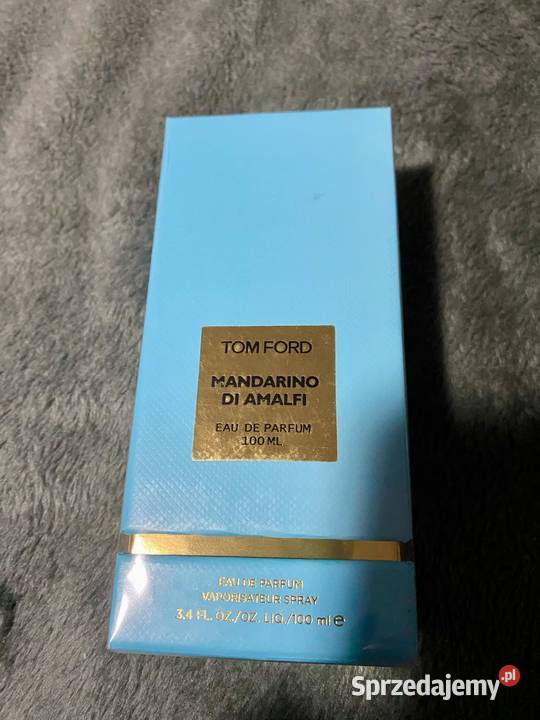 TOM FORD
MANDARINO
DI AMALFI
EAU DE PARFUM
100 ML
EAU DE PARFUM
VAPORISATEUR SPRAY
3.4 FL. OZ./OZ. LIQ./100 ml e
Sprzedajemy
.pl